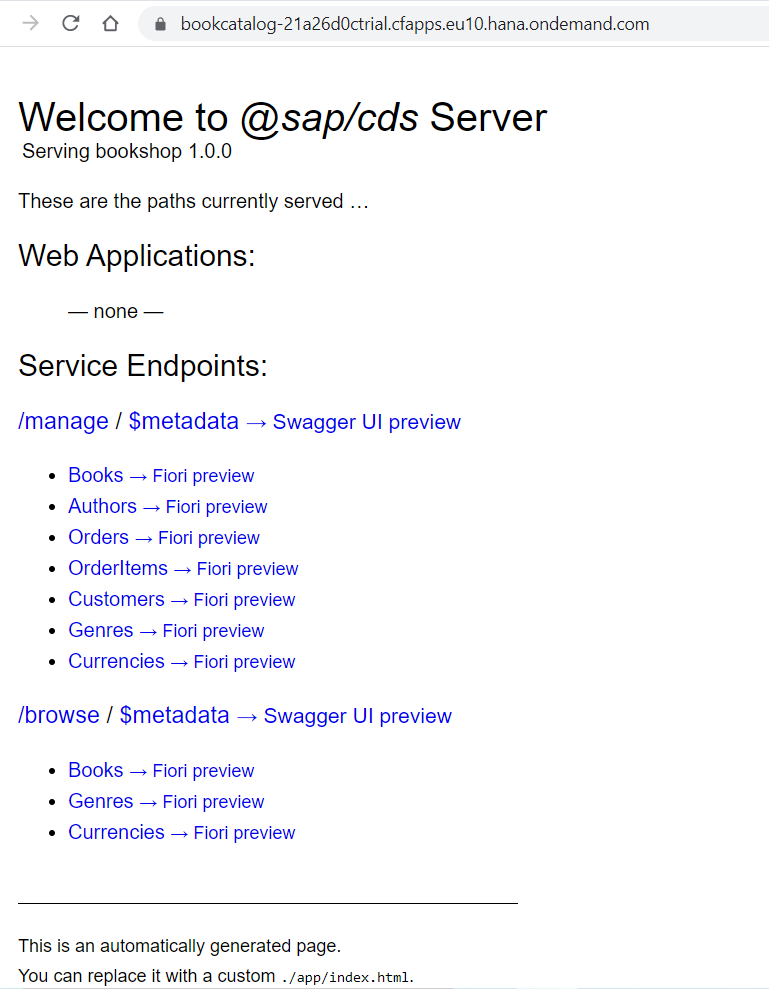 bookcatalog-21a26d0ctrial.cfapps.eu10.hana.ondemand.com
Welcome to @sap/cds Server
Serving bookshop 1.0.0
These are the paths currently served …
Web Applications:
— none —
Service Endpoints:
/manage / $metadata → Swagger UI preview
• Books → Fiori preview
• Authors → Fiori preview
• Orders → Fiori preview
• OrderItems → Fiori preview
• Customers → Fiori preview
• Genres → Fiori preview
• Currencies → Fiori preview
/browse / $metadata → Swagger UI preview
• Books → Fiori preview
• Genres → Fiori preview
• Currencies → Fiori preview
This is an automatically generated page.
You can replace it with a custom ./app/index.html.